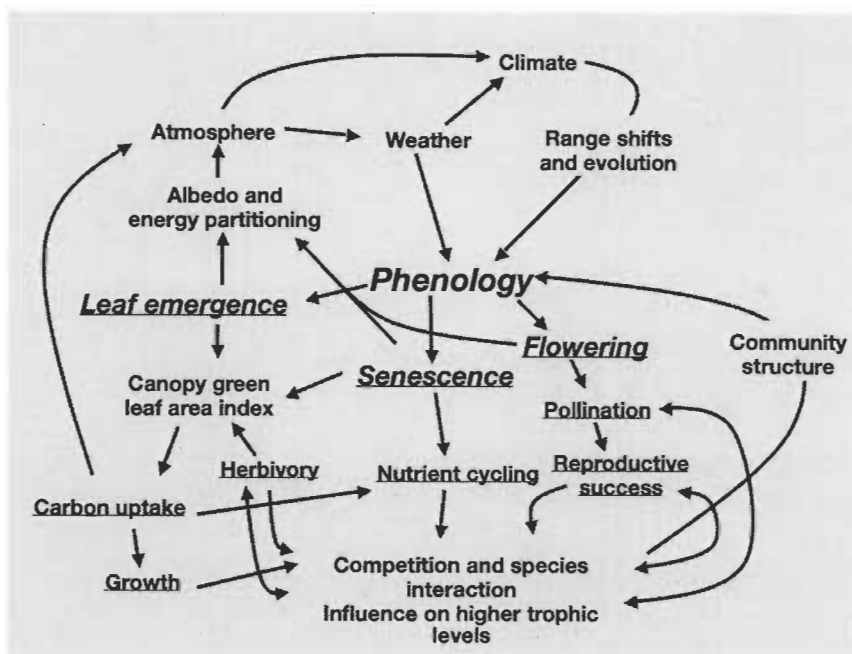 Climate
Atmosphere
Weather
Range shifts
and evolution
Albedo and
energy partitioning
Phenology
Leaf emergence
Flowering
Community
structure
Senescence
Canopy green
leaf area index
Pollination
Herbivory
Nutrient cycling
Reproductive
success
Carbon uptake
Growth
Competition and species
interaction
Influence on higher trophic
levels